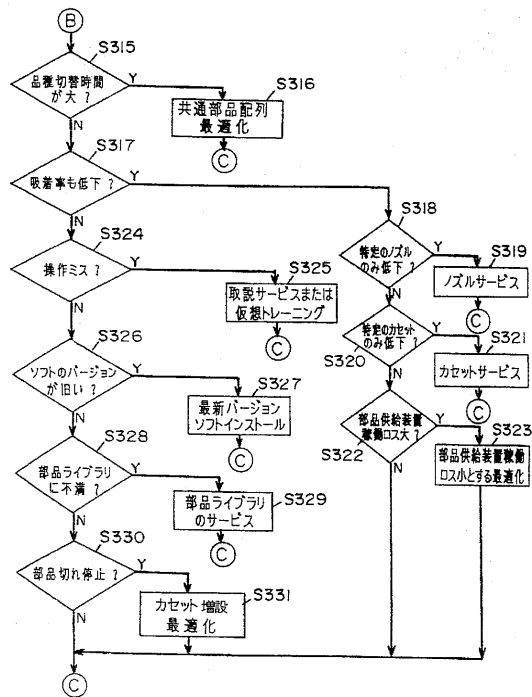 B
S315
品種切替時間
が大？
Y
N
S316
共通部品配列
最適化
C
S317
吸着率も低下？
Y
N
S318
特定のノズル
のみ低下？
Y
N
S319
ノズルサービス
C
S324
操作ミス？
Y
N
S325
取説サービスまたは
仮想トレーニング
C
S320
特定のカセット
のみ低下？
Y
N
S321
カセットサービス
C
S326
ソフトのバージョン
が旧い？
Y
N
S327
最新バージョン
ソフトインストール
C
S322
部品供給装置
稼働ロス大？
Y
N
S323
部品供給装置稼働
ロス小とする最適化
S328
部品ライブラリ
に不満？
Y
N
S329
部品ライブラリ
のサービス
C
S330
部品切れ停止？
Y
N
S331
カセット増設
最適化
C